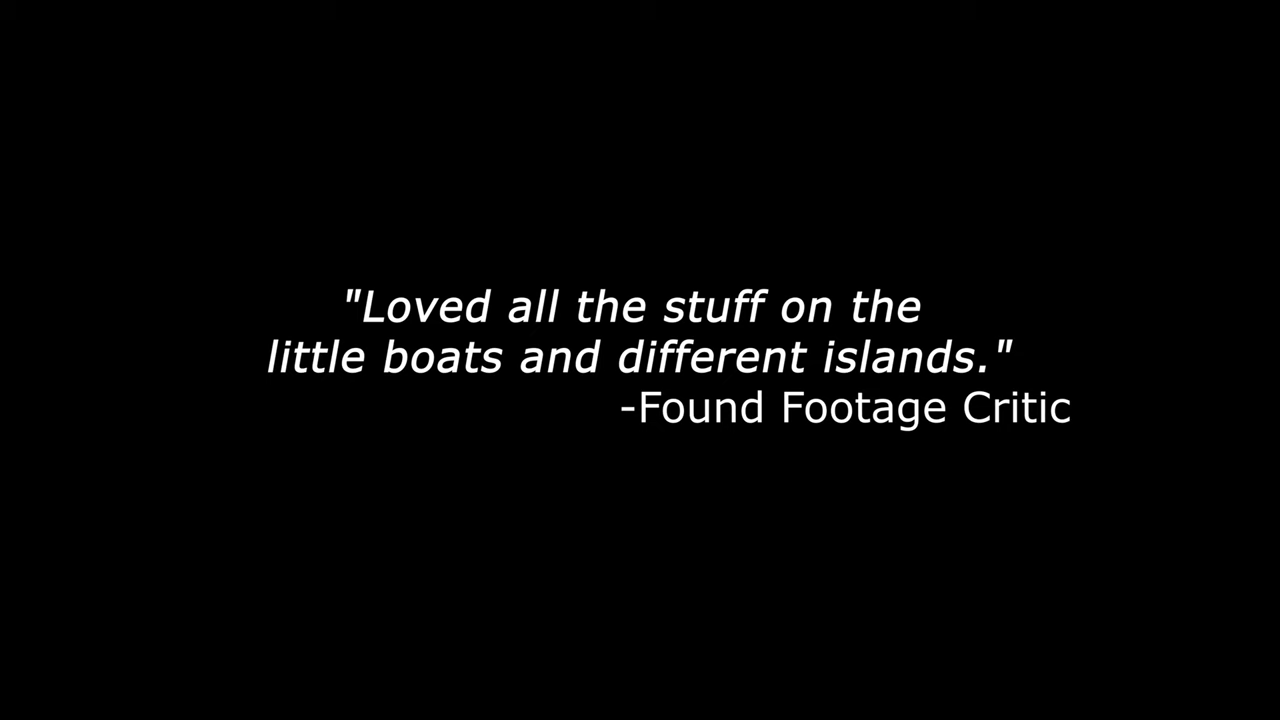 "Loved all the stuff on the
little boats and different islands."
-Found Footage Critic